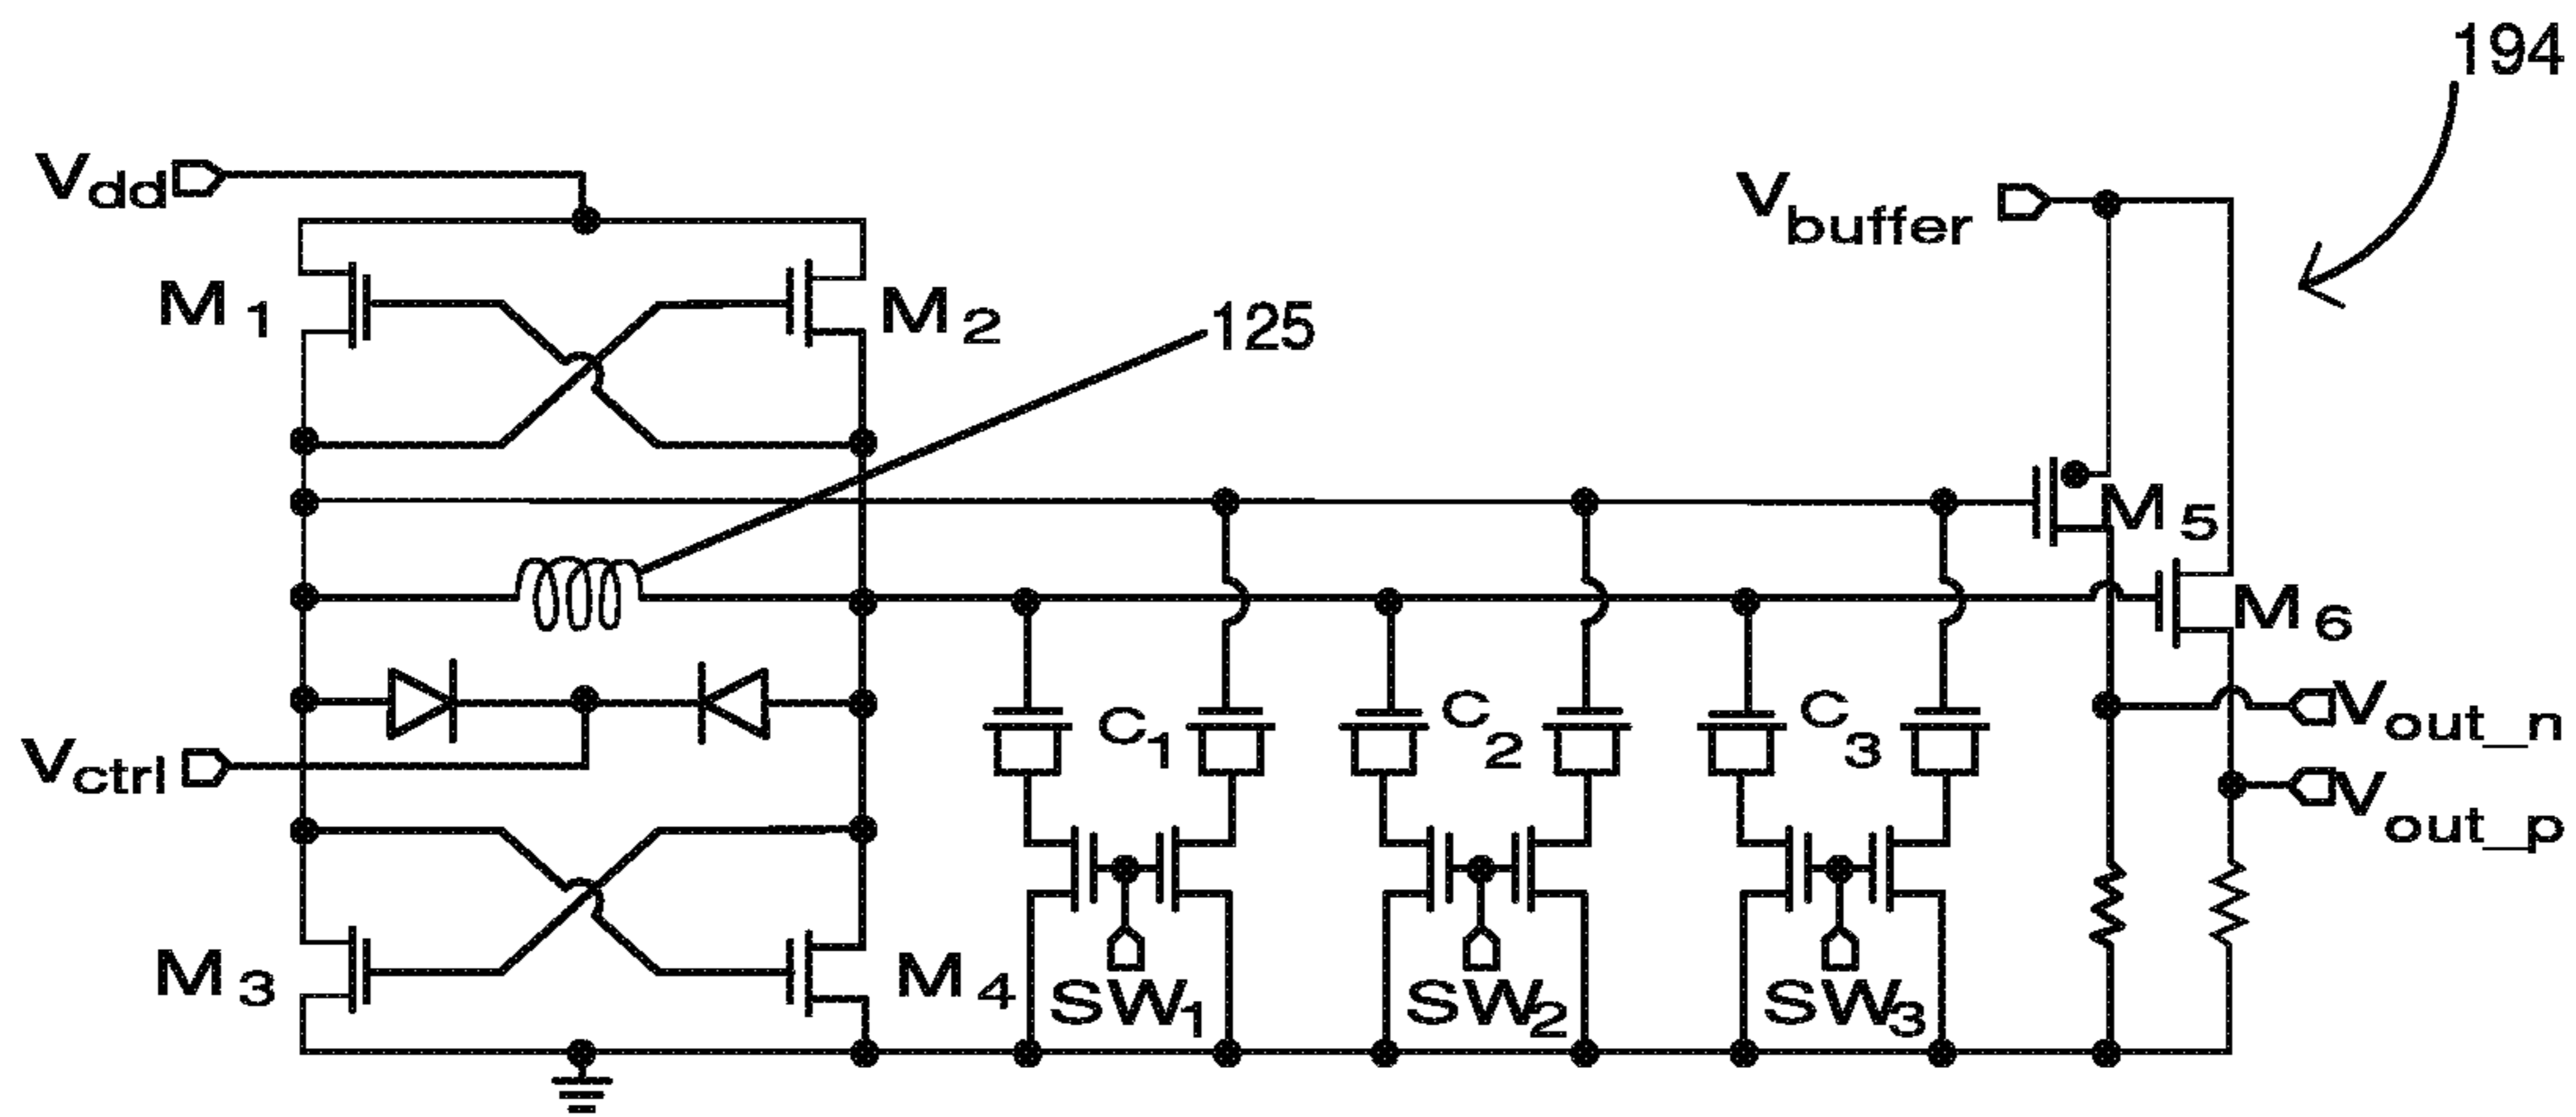 194
Vdd
Vbuffer
M1
M2
125
M5
M6
Vout_n
C1
C2
C3
Vctrl
Vout_p
M3
M4
SW1
SW2
SW3